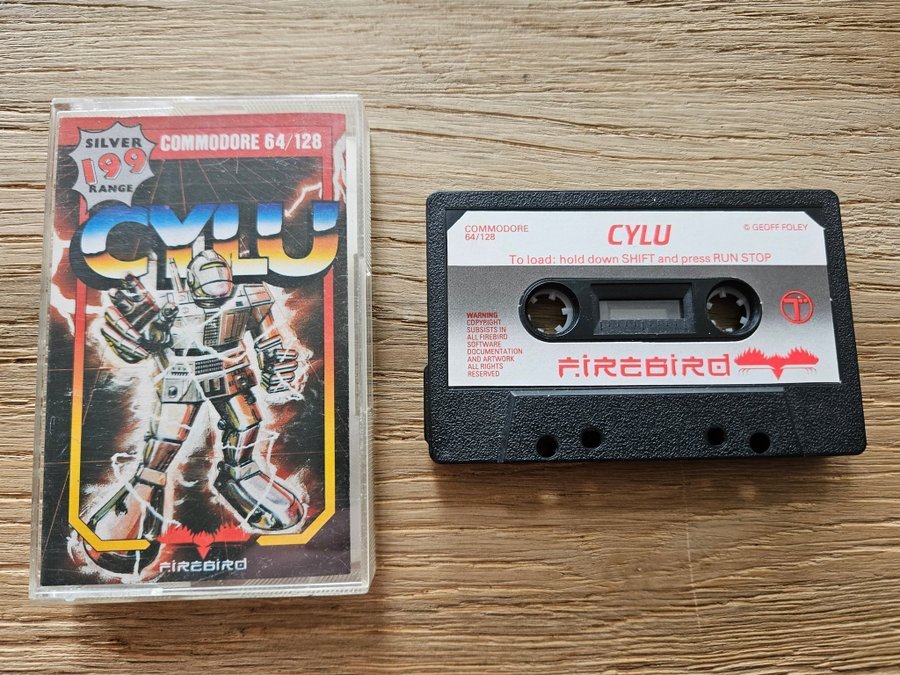 SILVER
199
RANGE
COMMODORE 64/128
CYLU
FIREBIRD
COMMODORE
64/128
CYLU
© GEOFF FOLEY
To load: hold down SHIFT and press RUN STOP
WARNING
COPYRIGHT
SUBSISTS IN
ALL FIREBIRD
SOFTWARE
DOCUMENTATION
AND ARTWORK
ALL RIGHTS
RESERVED
FIREBIRD